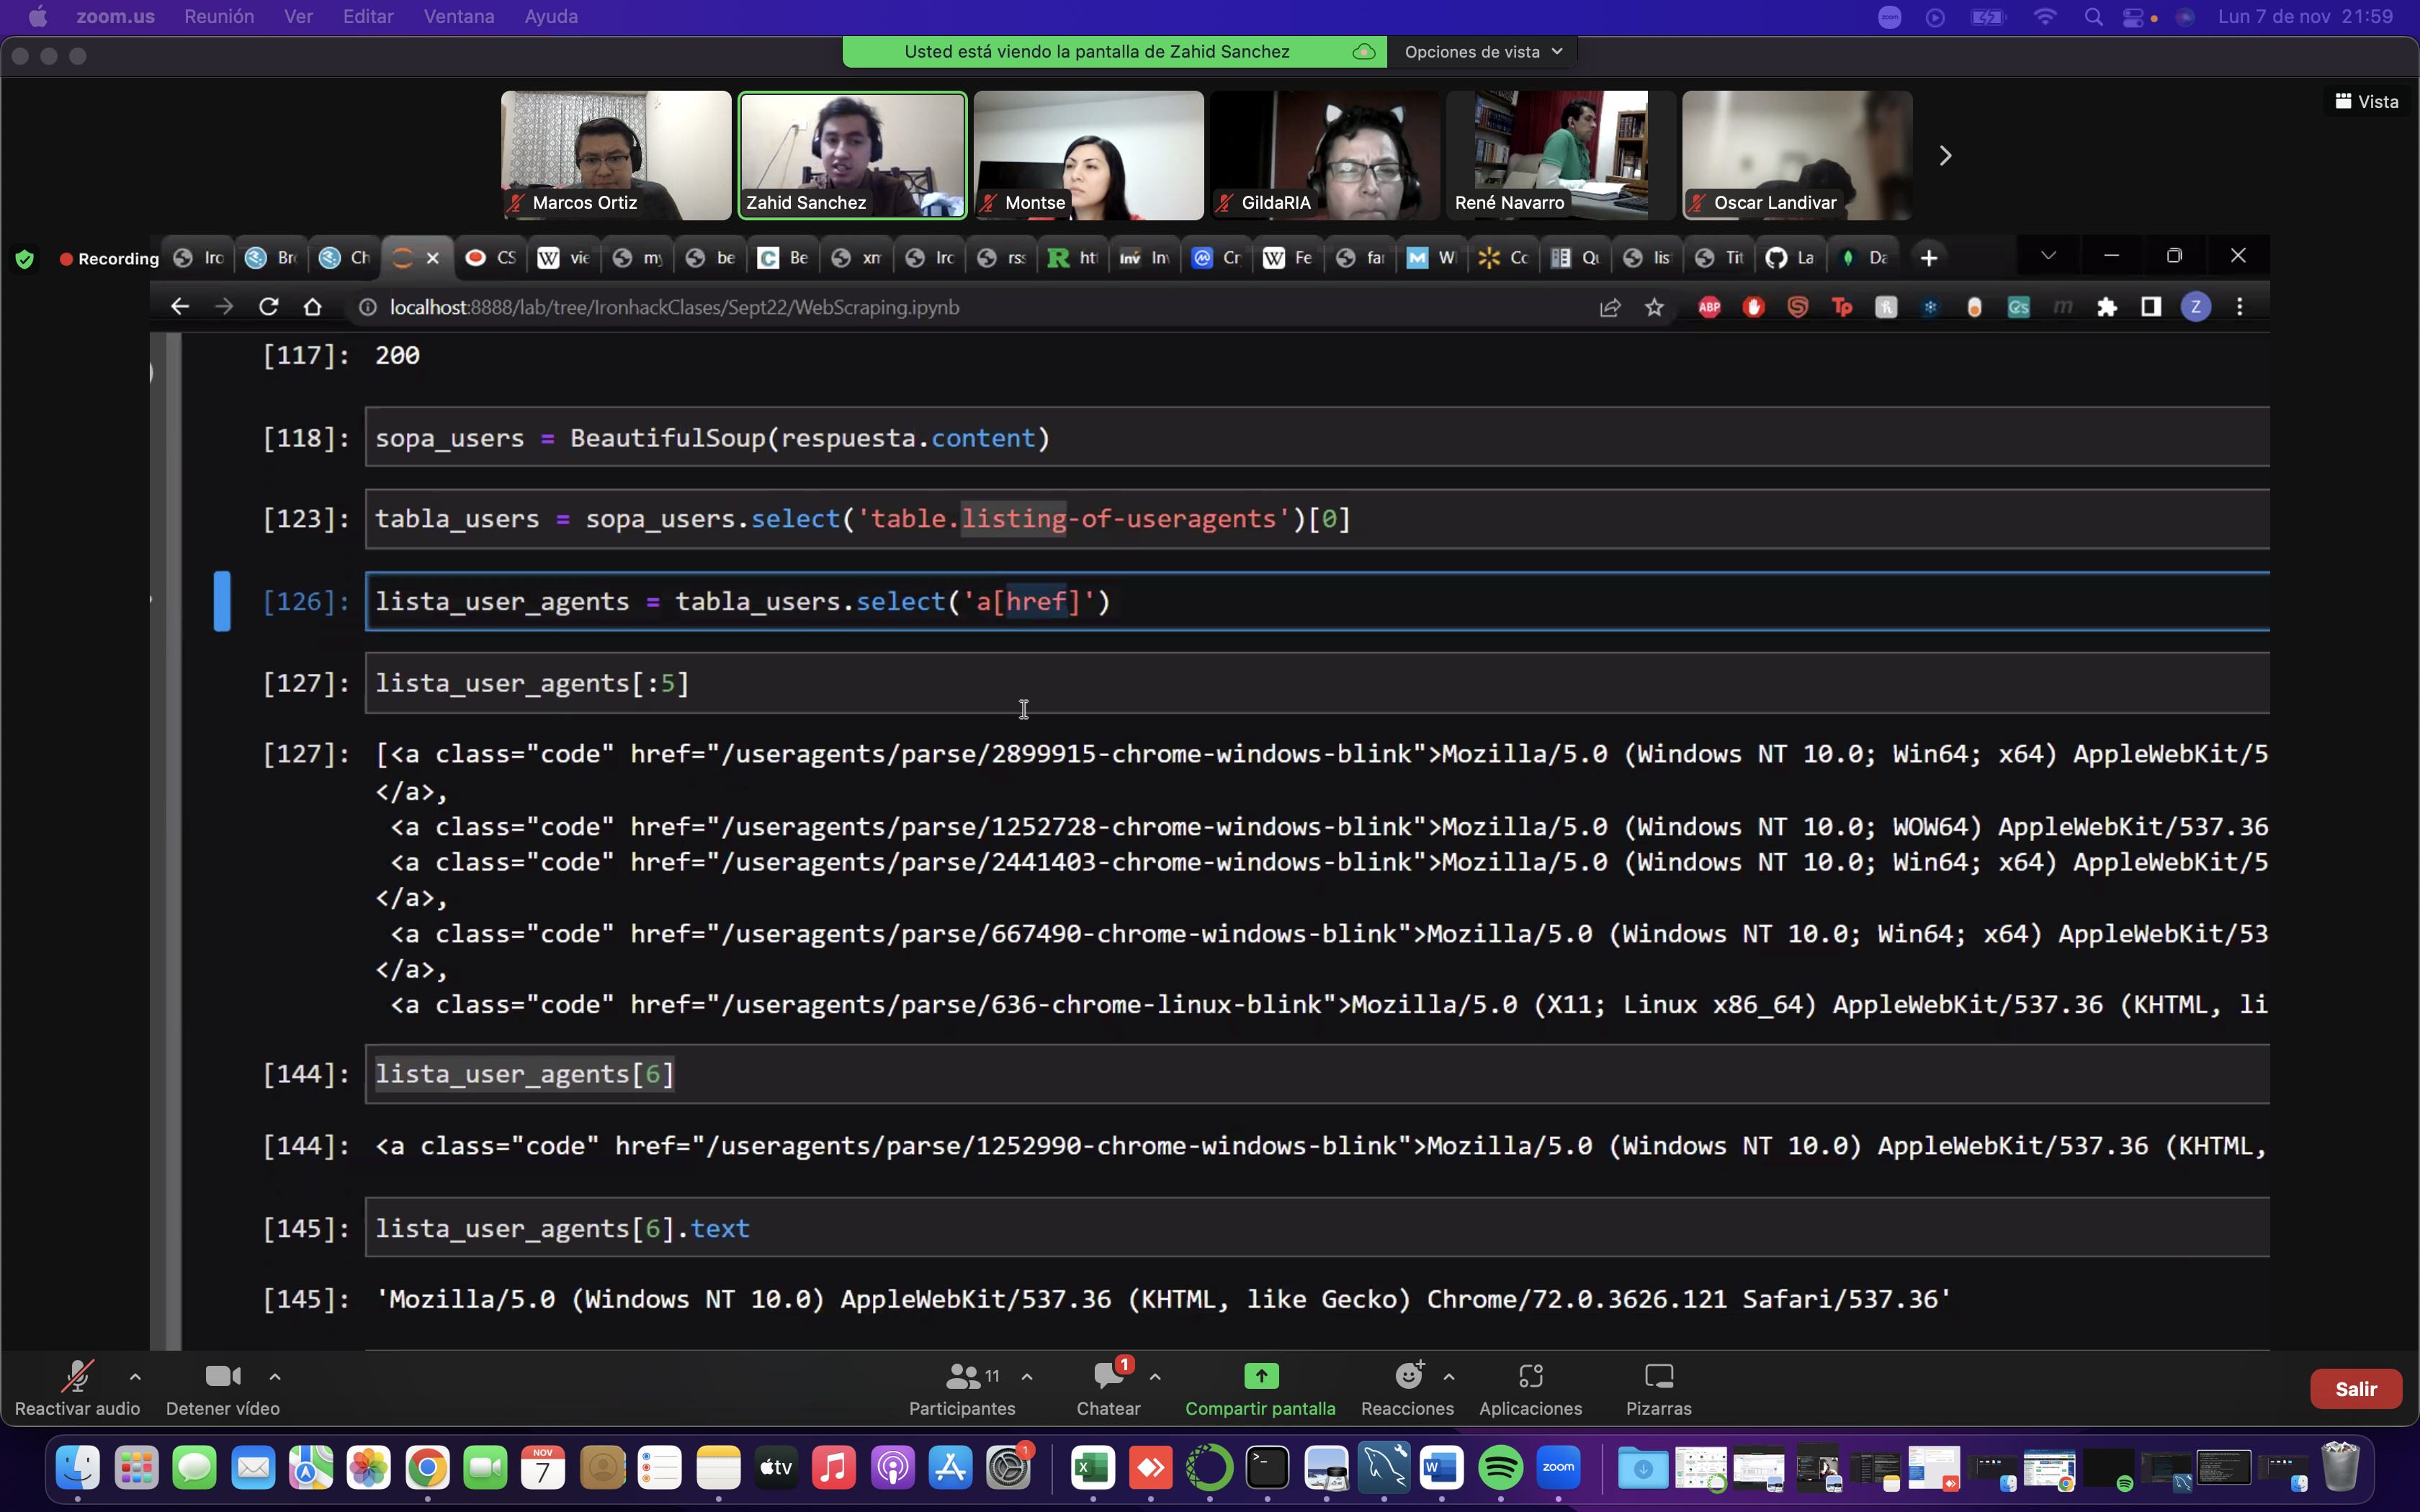 zoom.us Reunión Ver Editar Ventana Ayuda
zoom Lun 7 de nov 21:59
Usted está viendo la pantalla de Zahid Sanchez Opciones de vista
Vista
Marcos Ortiz Zahid Sanchez Montse GildaRIA René Navarro Oscar Landivar
Recording Iro Br Ch CS vie my be Be xm Irc rss ht Inv Cr Fe fai W Cc Qu lis Tit La Da
localhost:8888/lab/tree/IronhackClases/Sept22/WebScraping.ipynb
ABP Tp Z
[117]: 200
[118]: sopa_users = BeautifulSoup(respuesta.content)
[123]: tabla_users = sopa_users.select('table.listing-of-useragents')[0]
[126]: lista_user_agents = tabla_users.select('a[href]')
[127]: lista_user_agents[:5]
[127]: [<a class="code" href="/useragents/parse/2899915-chrome-windows-blink">Mozilla/5.0 (Windows NT 10.0; Win64; x64) AppleWebKit/5
</a>,
<a class="code" href="/useragents/parse/1252728-chrome-windows-blink">Mozilla/5.0 (Windows NT 10.0; WOW64) AppleWebKit/537.36
<a class="code" href="/useragents/parse/2441403-chrome-windows-blink">Mozilla/5.0 (Windows NT 10.0; Win64; x64) AppleWebKit/5
</a>,
<a class="code" href="/useragents/parse/667490-chrome-windows-blink">Mozilla/5.0 (Windows NT 10.0; Win64; x64) AppleWebKit/53
</a>,
<a class="code" href="/useragents/parse/636-chrome-linux-blink">Mozilla/5.0 (X11; Linux x86_64) AppleWebKit/537.36 (KHTML, li
[144]: lista_user_agents[6]
[144]: <a class="code" href="/useragents/parse/1252990-chrome-windows-blink">Mozilla/5.0 (Windows NT 10.0) AppleWebKit/537.36 (KHTML,
[145]: lista_user_agents[6].text
[145]: 'Mozilla/5.0 (Windows NT 10.0) AppleWebKit/537.36 (KHTML, like Gecko) Chrome/72.0.3626.121 Safari/537.36'
11 1
Reactivar audio Detener vídeo Participantes Chatear Compartir pantalla Reacciones Aplicaciones Pizarras Salir
NOV
7 tv 1 zoom